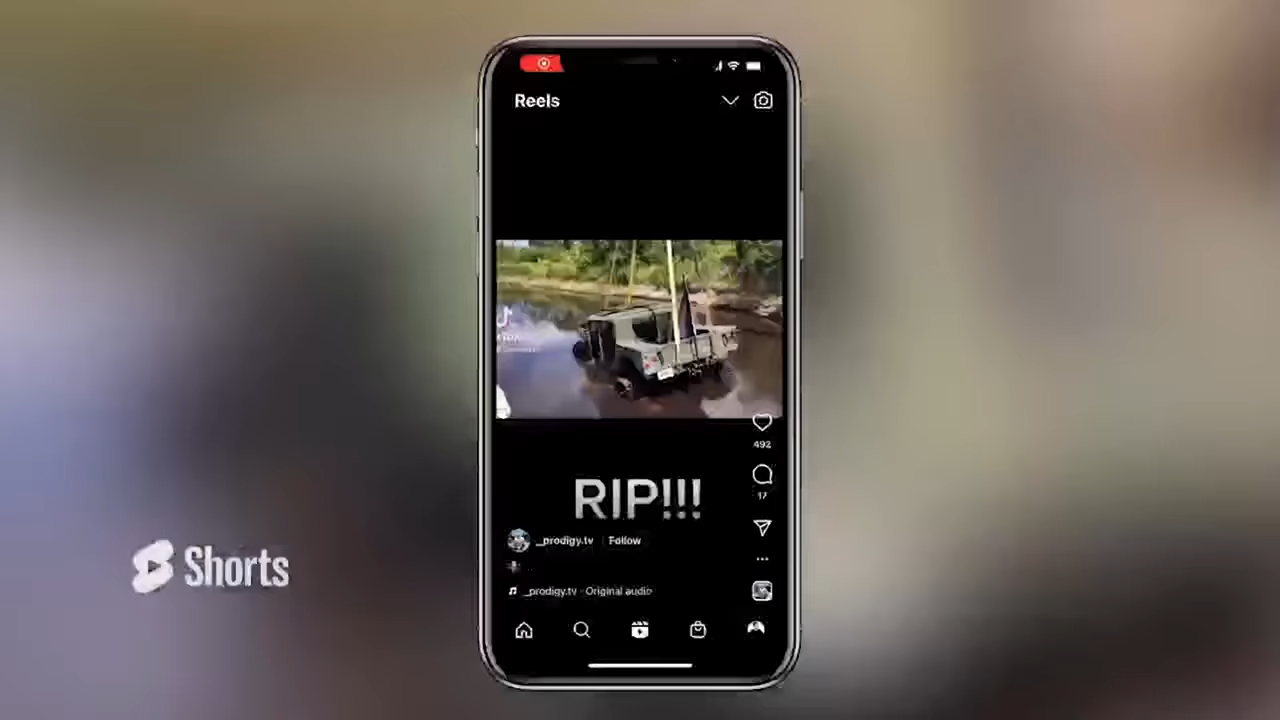 Reels
492
RIP!!!
17
_prodigy.tv Follow
_prodigy.tv · Original audio
Shorts